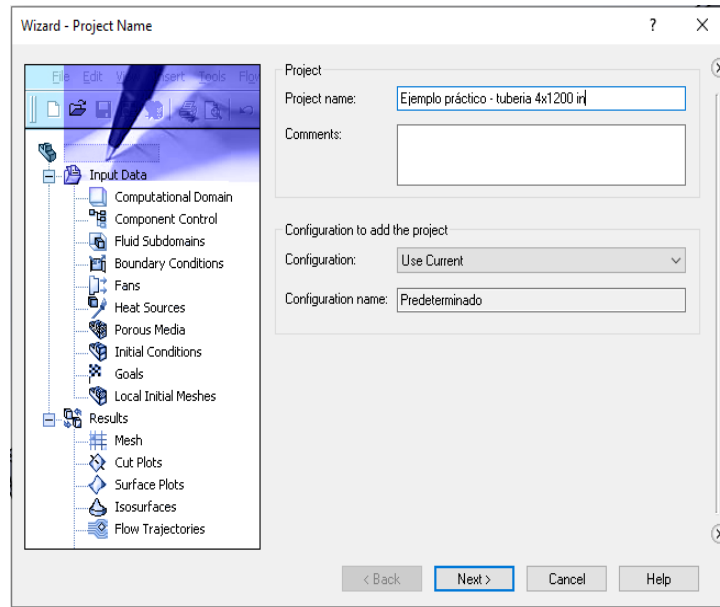 Wizard - Project Name
? X
File Edit View Insert Tools Flow
Input Data
Computational Domain
Component Control
Fluid Subdomains
Boundary Conditions
Fans
Heat Sources
Porous Media
Initial Conditions
Goals
Local Initial Meshes
Results
Mesh
Cut Plots
Surface Plots
Isosurfaces
Flow Trajectories
Project
Project name: Ejemplo práctico - tuberia 4x1200 in
Comments:
Configuration to add the project
Configuration: Use Current
Configuration name: Predeterminado
< Back Next > Cancel Help